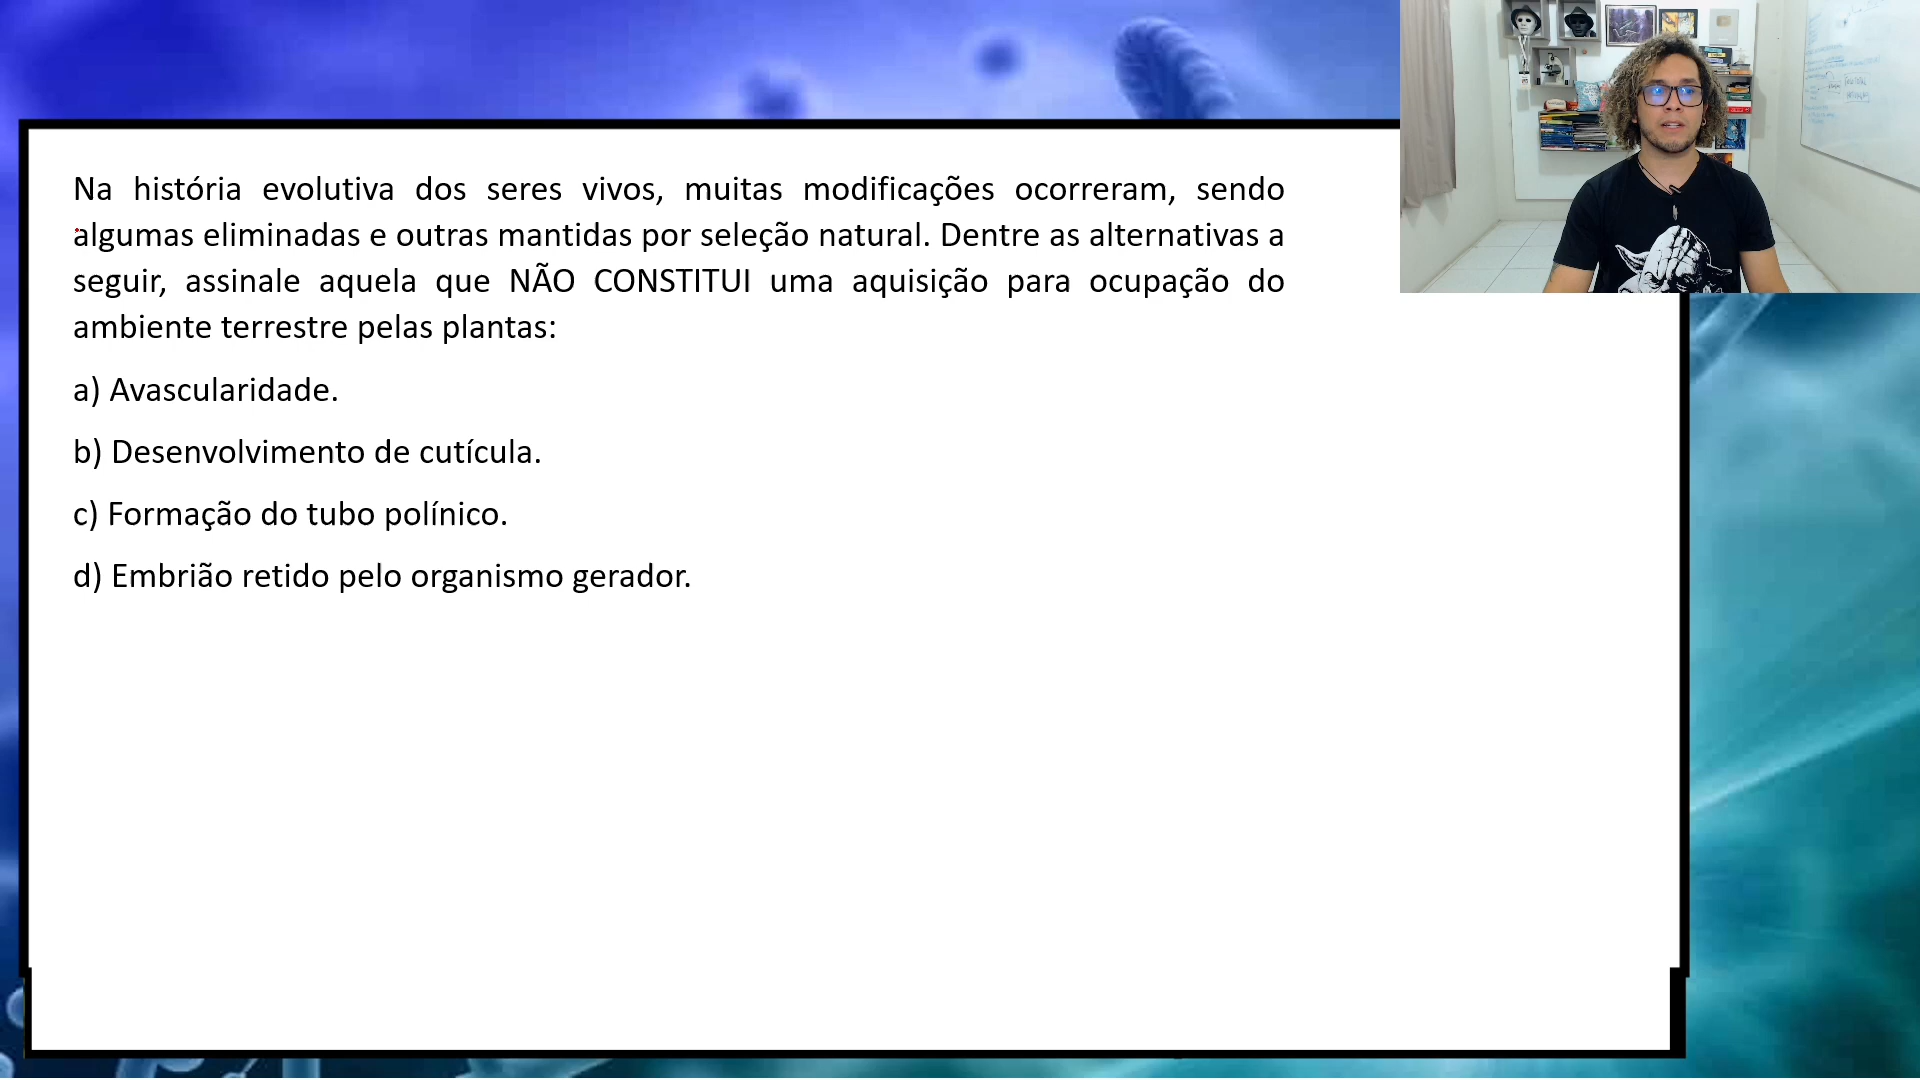 Na história evolutiva dos seres vivos, muitas modificações ocorreram, sendo
algumas eliminadas e outras mantidas por seleção natural. Dentre as alternativas a
seguir, assinale aquela que NÃO CONSTITUI uma aquisição para ocupação do
ambiente terrestre pelas plantas:
a) Avascularidade.
b) Desenvolvimento de cutícula.
c) Formação do tubo polínico.
d) Embrião retido pelo organismo gerador.